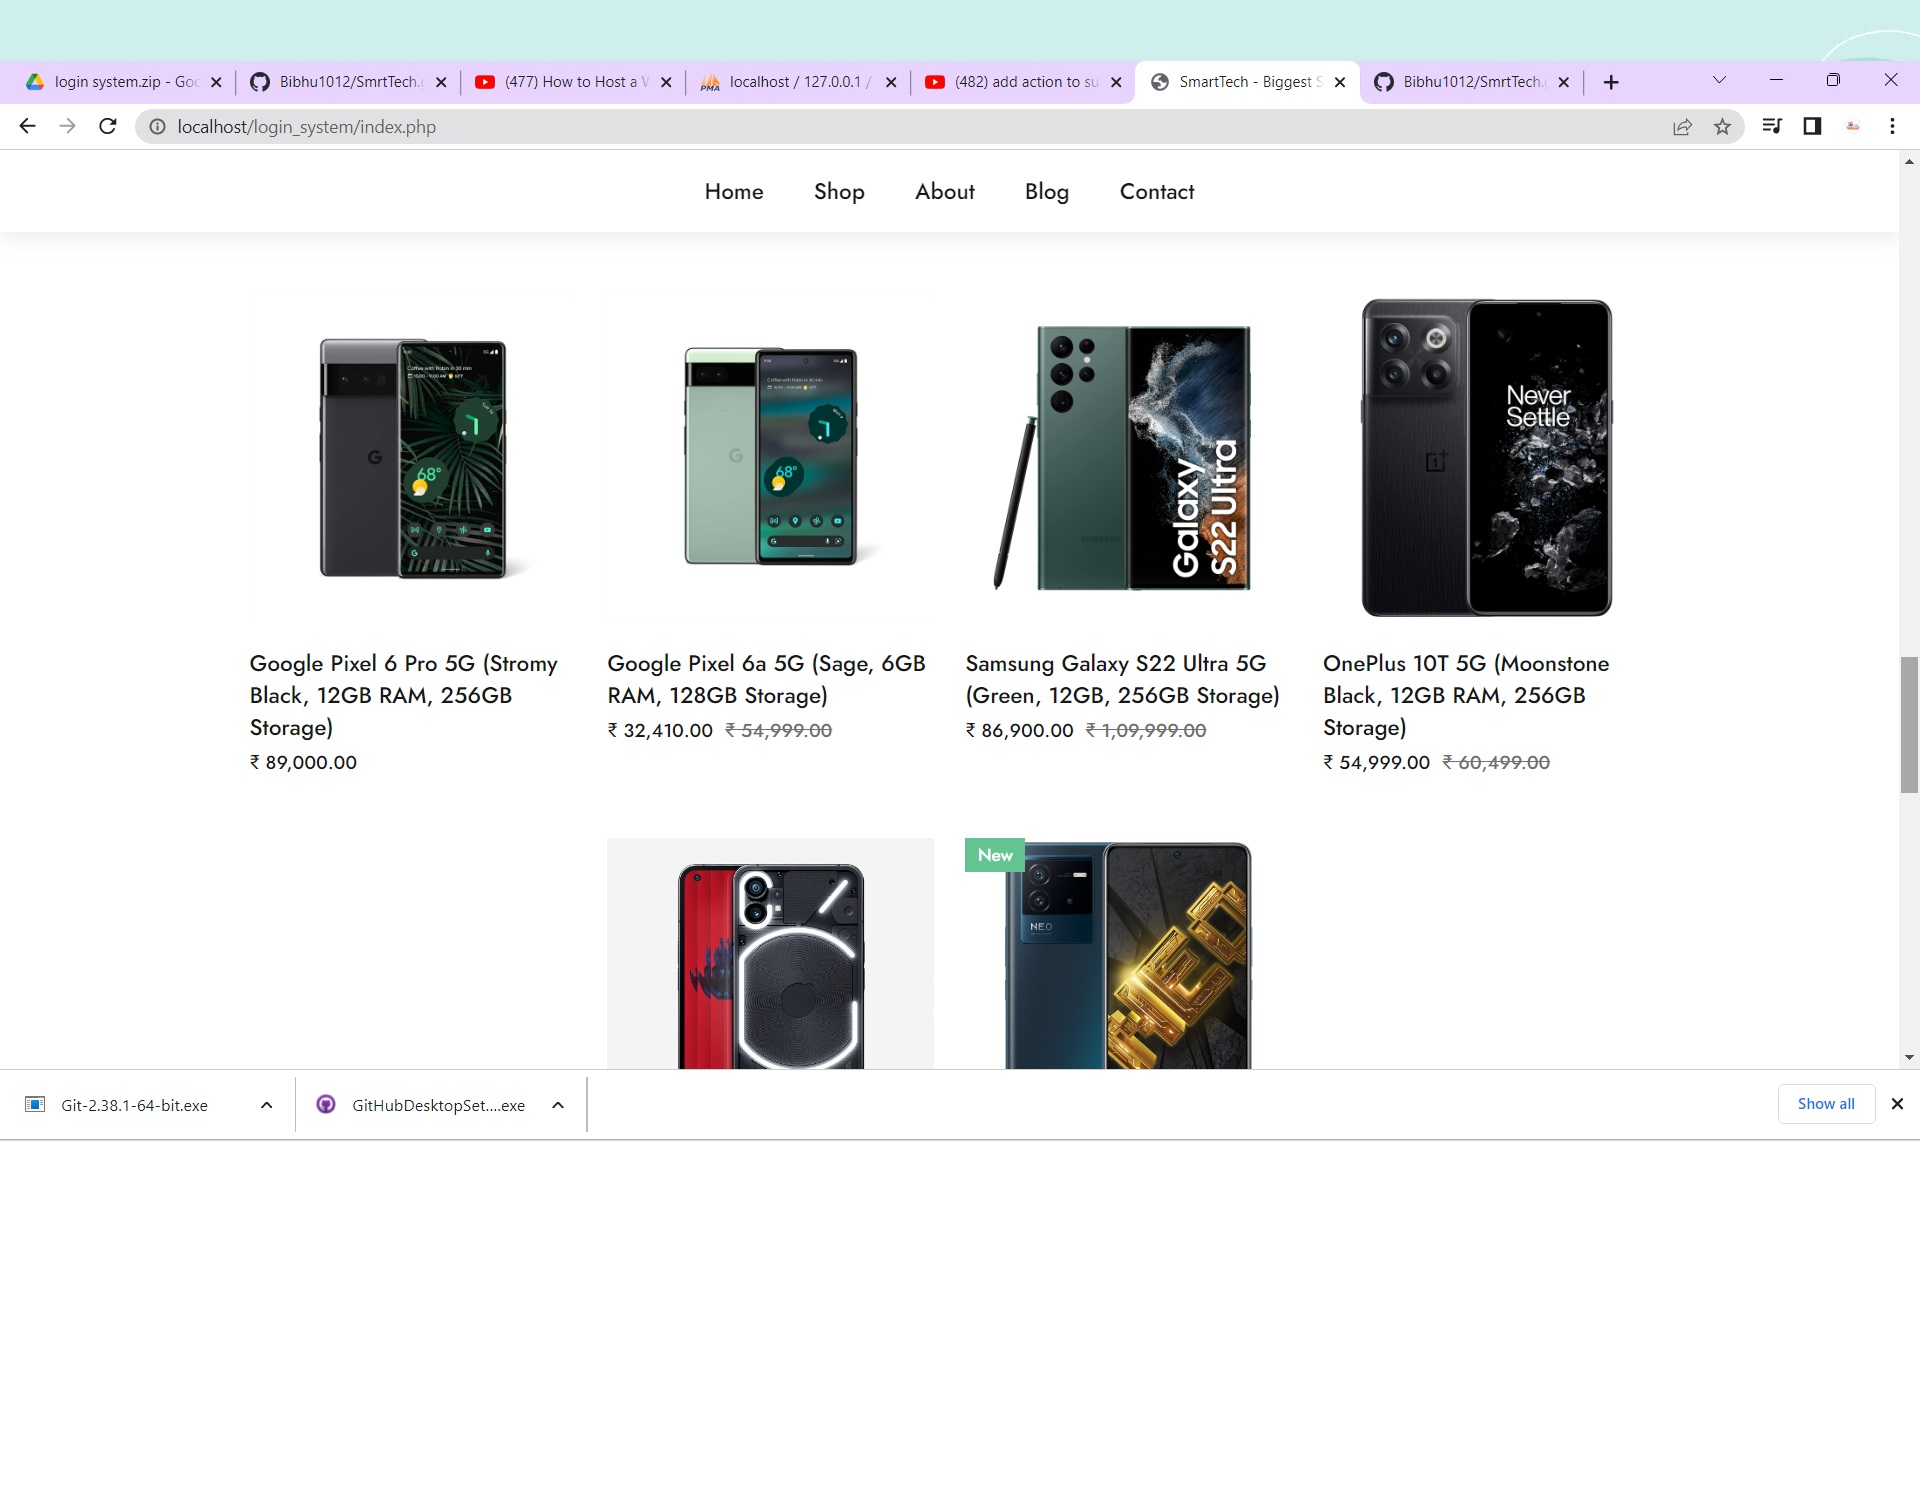 login system.zip - Goo
Bibhu1012/SmrtTech.g
(477) How to Host a W
localhost / 127.0.0.1 /
(482) add action to su
SmartTech - Biggest S
Bibhu1012/SmrtTech.g
localhost/login_system/index.php
Home Shop About Blog Contact
68°
68°
Galaxy
S22 Ultra
SAMSUNG
Never
Settle
Google Pixel 6 Pro 5G (Stromy
Black, 12GB RAM, 256GB
Storage)
₹ 89,000.00
Google Pixel 6a 5G (Sage, 6GB
RAM, 128GB Storage)
₹ 32,410.00 ₹ 54,999.00
Samsung Galaxy S22 Ultra 5G
(Green, 12GB, 256GB Storage)
₹ 86,900.00 ₹ 1,09,999.00
OnePlus 10T 5G (Moonstone
Black, 12GB RAM, 256GB
Storage)
₹ 54,999.00 ₹ 60,499.00
New
NEO
Git-2.38.1-64-bit.exe
GitHubDesktopSet....exe
Show all